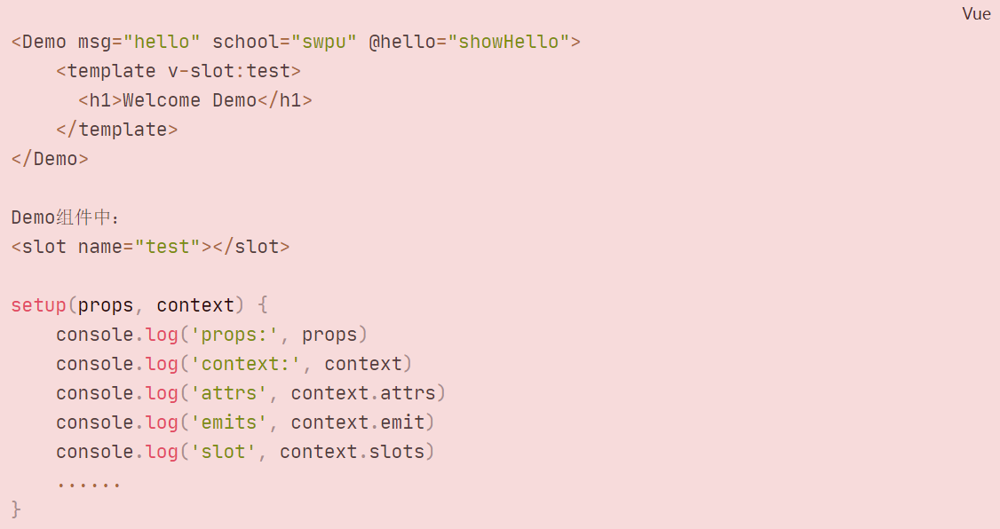 Vue
<Demo msg="hello" school="swpu" @hello="showHello">
    <template v-slot:test>
      <h1>Welcome Demo</h1>
    </template>
</Demo>

Demo组件中:
<slot name="test"></slot>

setup(props, context) {
    console.log('props:', props)
    console.log('context:', context)
    console.log('attrs', context.attrs)
    console.log('emits', context.emit)
    console.log('slot', context.slots)
    ......
}